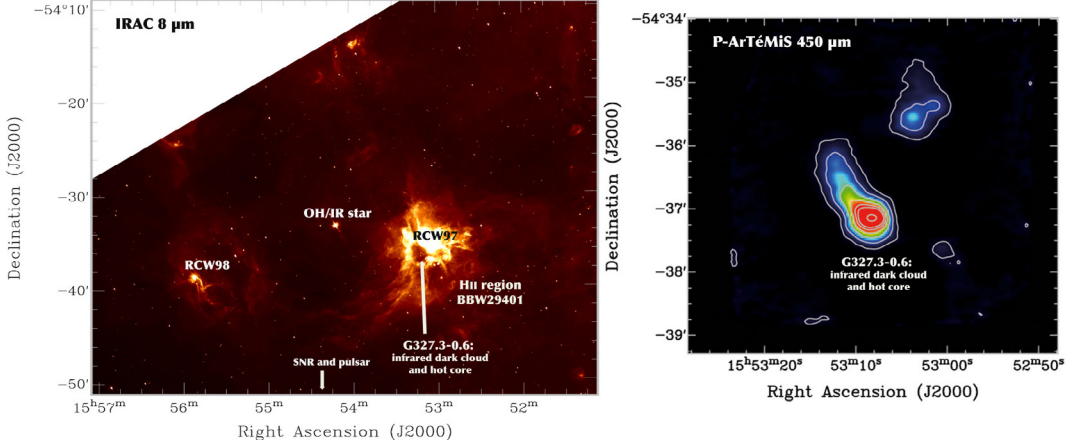 IRAC 8 μm
−54°10′
−20′
−30′
−40′
−50′
Declination (J2000)
OH/IR star
RCW97
RCW98
HII region
BBW29401
G327.3-0.6:
infrared dark cloud
and hot core
SNR and pulsar
15ʰ57ᵐ 56ᵐ 55ᵐ 54ᵐ 53ᵐ 52ᵐ
Right Ascension (J2000)
P-ArTéMiS 450 μm
−54°34′
−35′
−36′
−37′
−38′
−39′
Declination (J2000)
G327.3-0.6:
infrared dark cloud
and hot core
15ʰ53ᵐ20ˢ 53ᵐ10ˢ 53ᵐ00ˢ 52ᵐ50ˢ
Right Ascension (J2000)